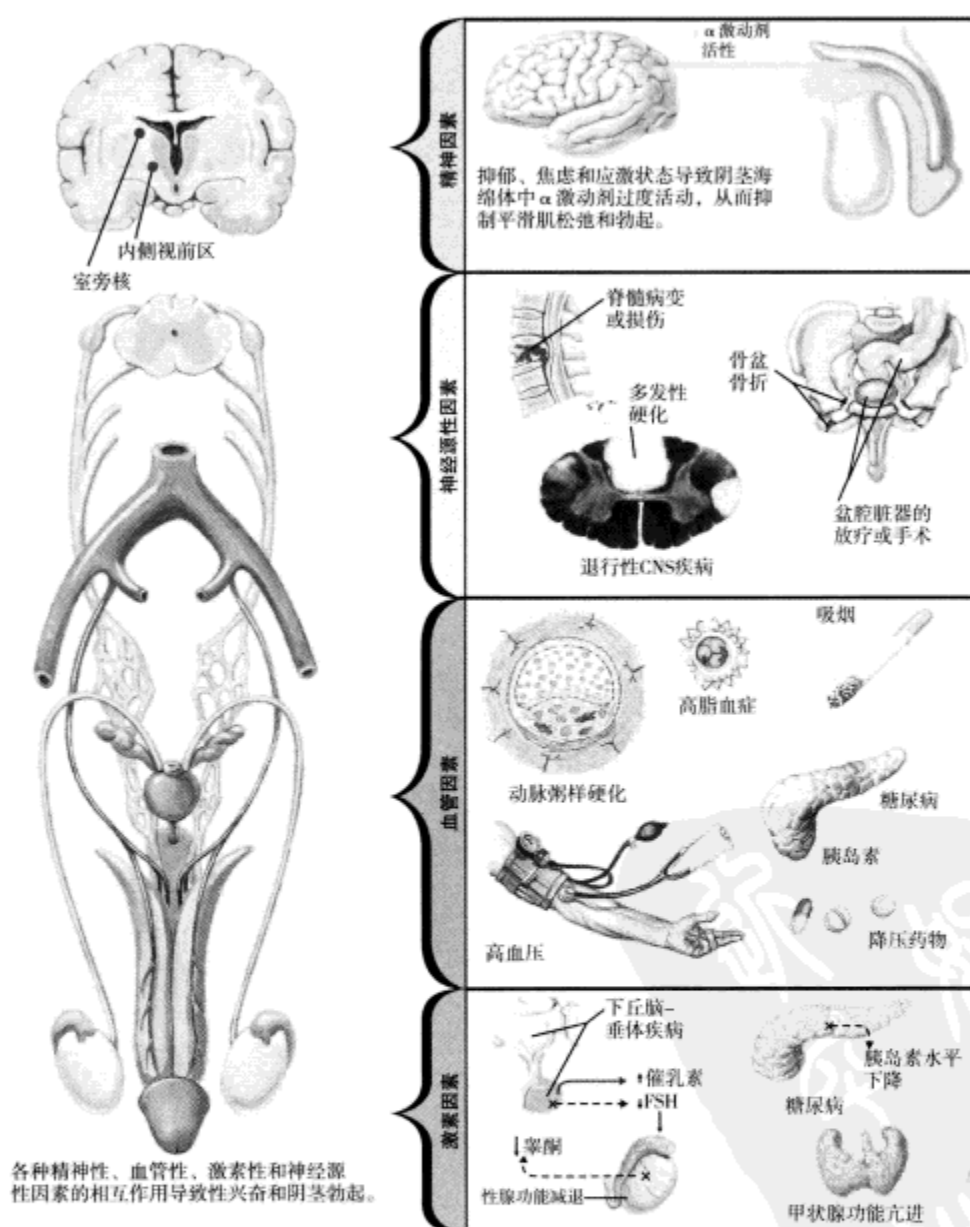 内侧视前区
室旁核
各种精神性、血管性、激素性和神经源
性因素的相互作用导致性兴奋和阴茎勃起。
精神因素
α激动剂
活性
抑郁、焦虑和应激状态导致阴茎海
绵体中α激动剂过度活动，从而抑
制平滑肌松弛和勃起。
神经源性因素
脊髓病变
或损伤
多发性
硬化
骨盆
骨折
盆腔脏器的
放疗或手术
退行性CNS疾病
血管因素
吸烟
高脂血症
动脉粥样硬化
糖尿病
胰岛素
高血压
降压药物
激素因素
下丘脑-
垂体疾病
↑催乳素
↓FSH
↓睾酮
性腺功能减退
胰岛素水平
下降
糖尿病
甲状腺功能亢进